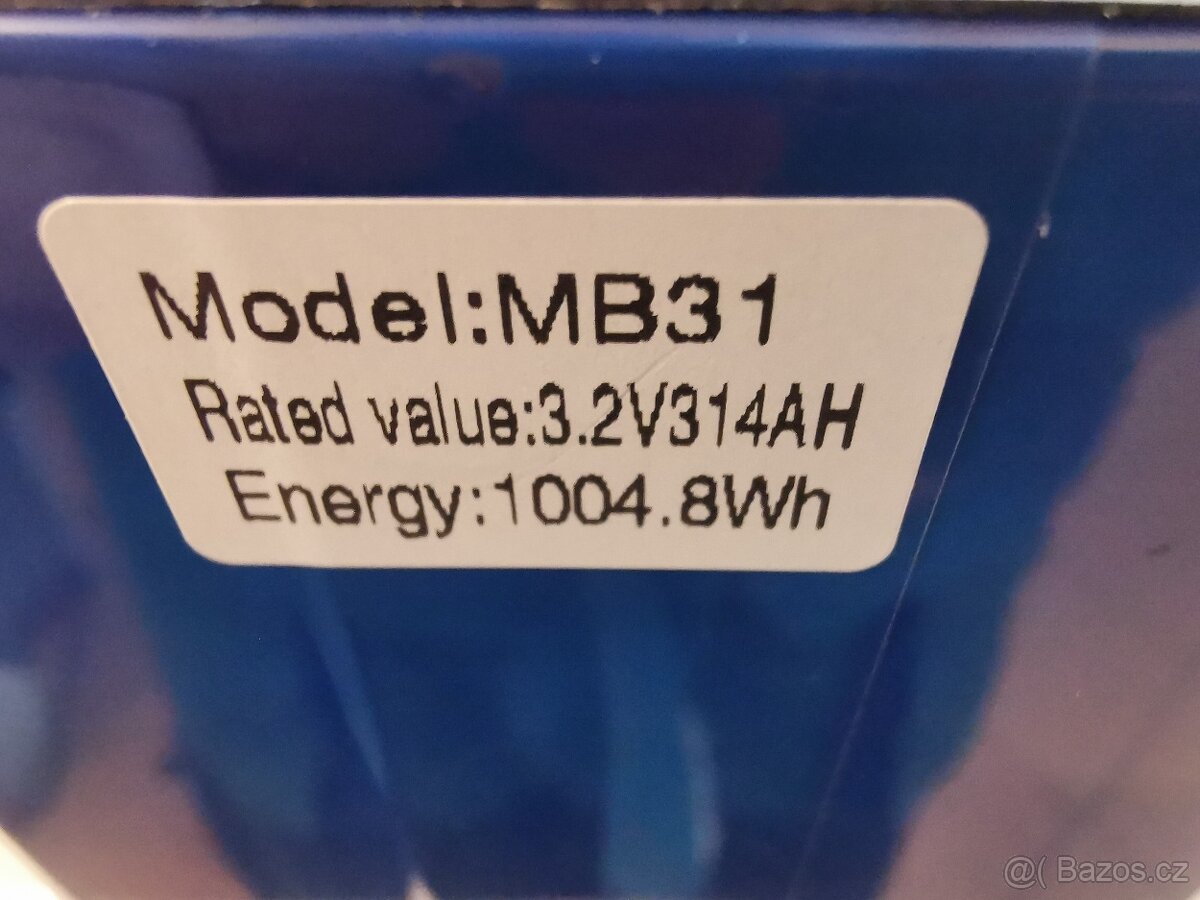 Model:MB31
Rated value:3.2V314AH
Energy:1004.8Wh
@( Bazos.cz